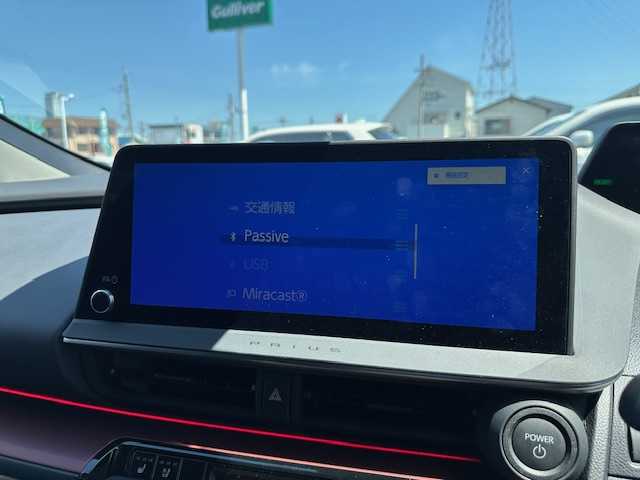 Gulliver
交通情報
Passive
USB
Miracast®
PRIUS
POWER